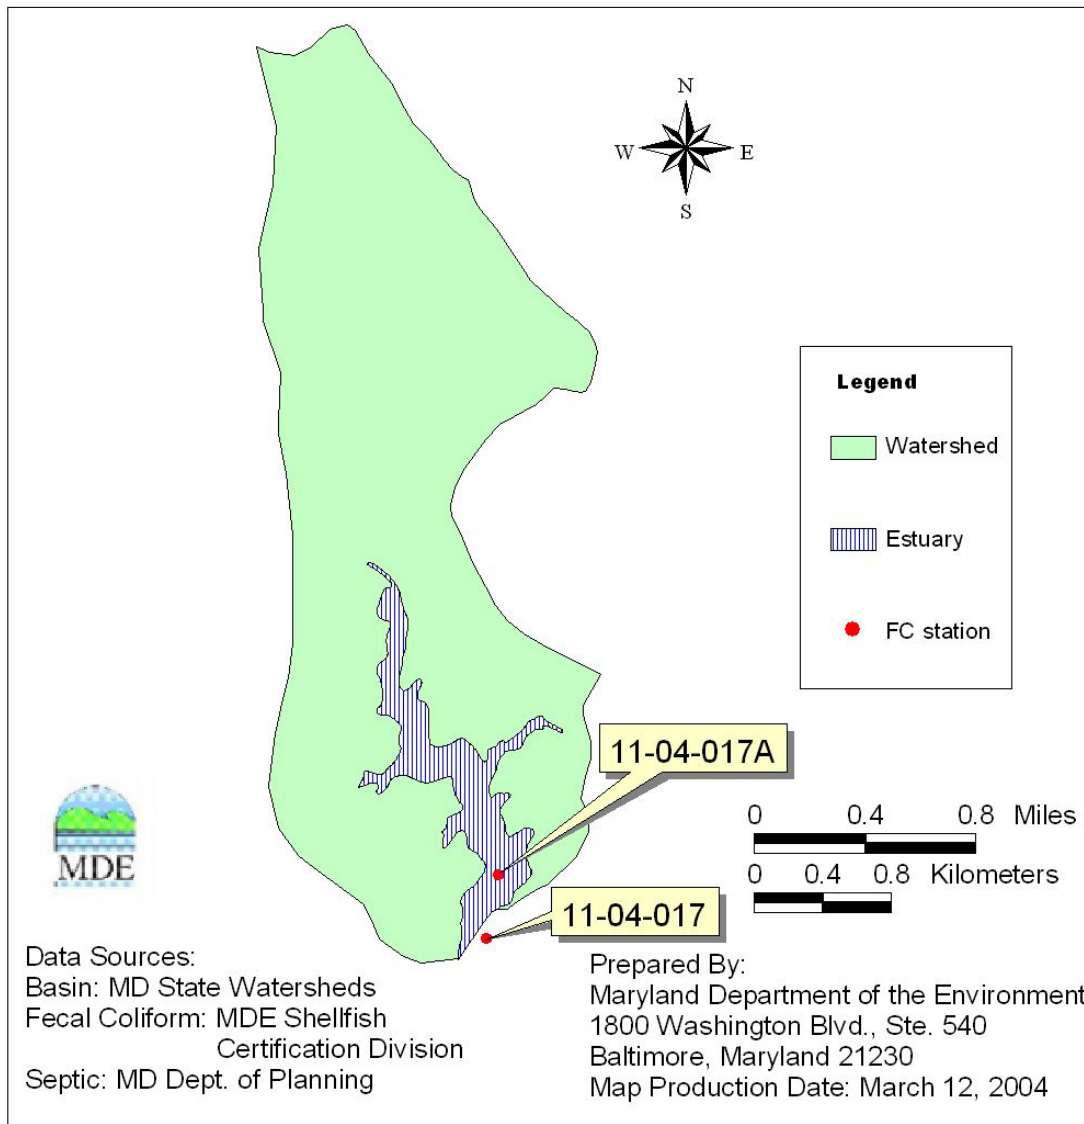 N
W E
S
Legend
Watershed
Estuary
FC station
11-04-017A
0 0.4 0.8 Miles
0 0.4 0.8 Kilometers
MDE
11-04-017
Data Sources:
Basin: MD State Watersheds
Fecal Coliform: MDE Shellfish
Certification Division
Septic: MD Dept. of Planning
Prepared By:
Maryland Department of the Environment
1800 Washington Blvd., Ste. 540
Baltimore, Maryland 21230
Map Production Date: March 12, 2004